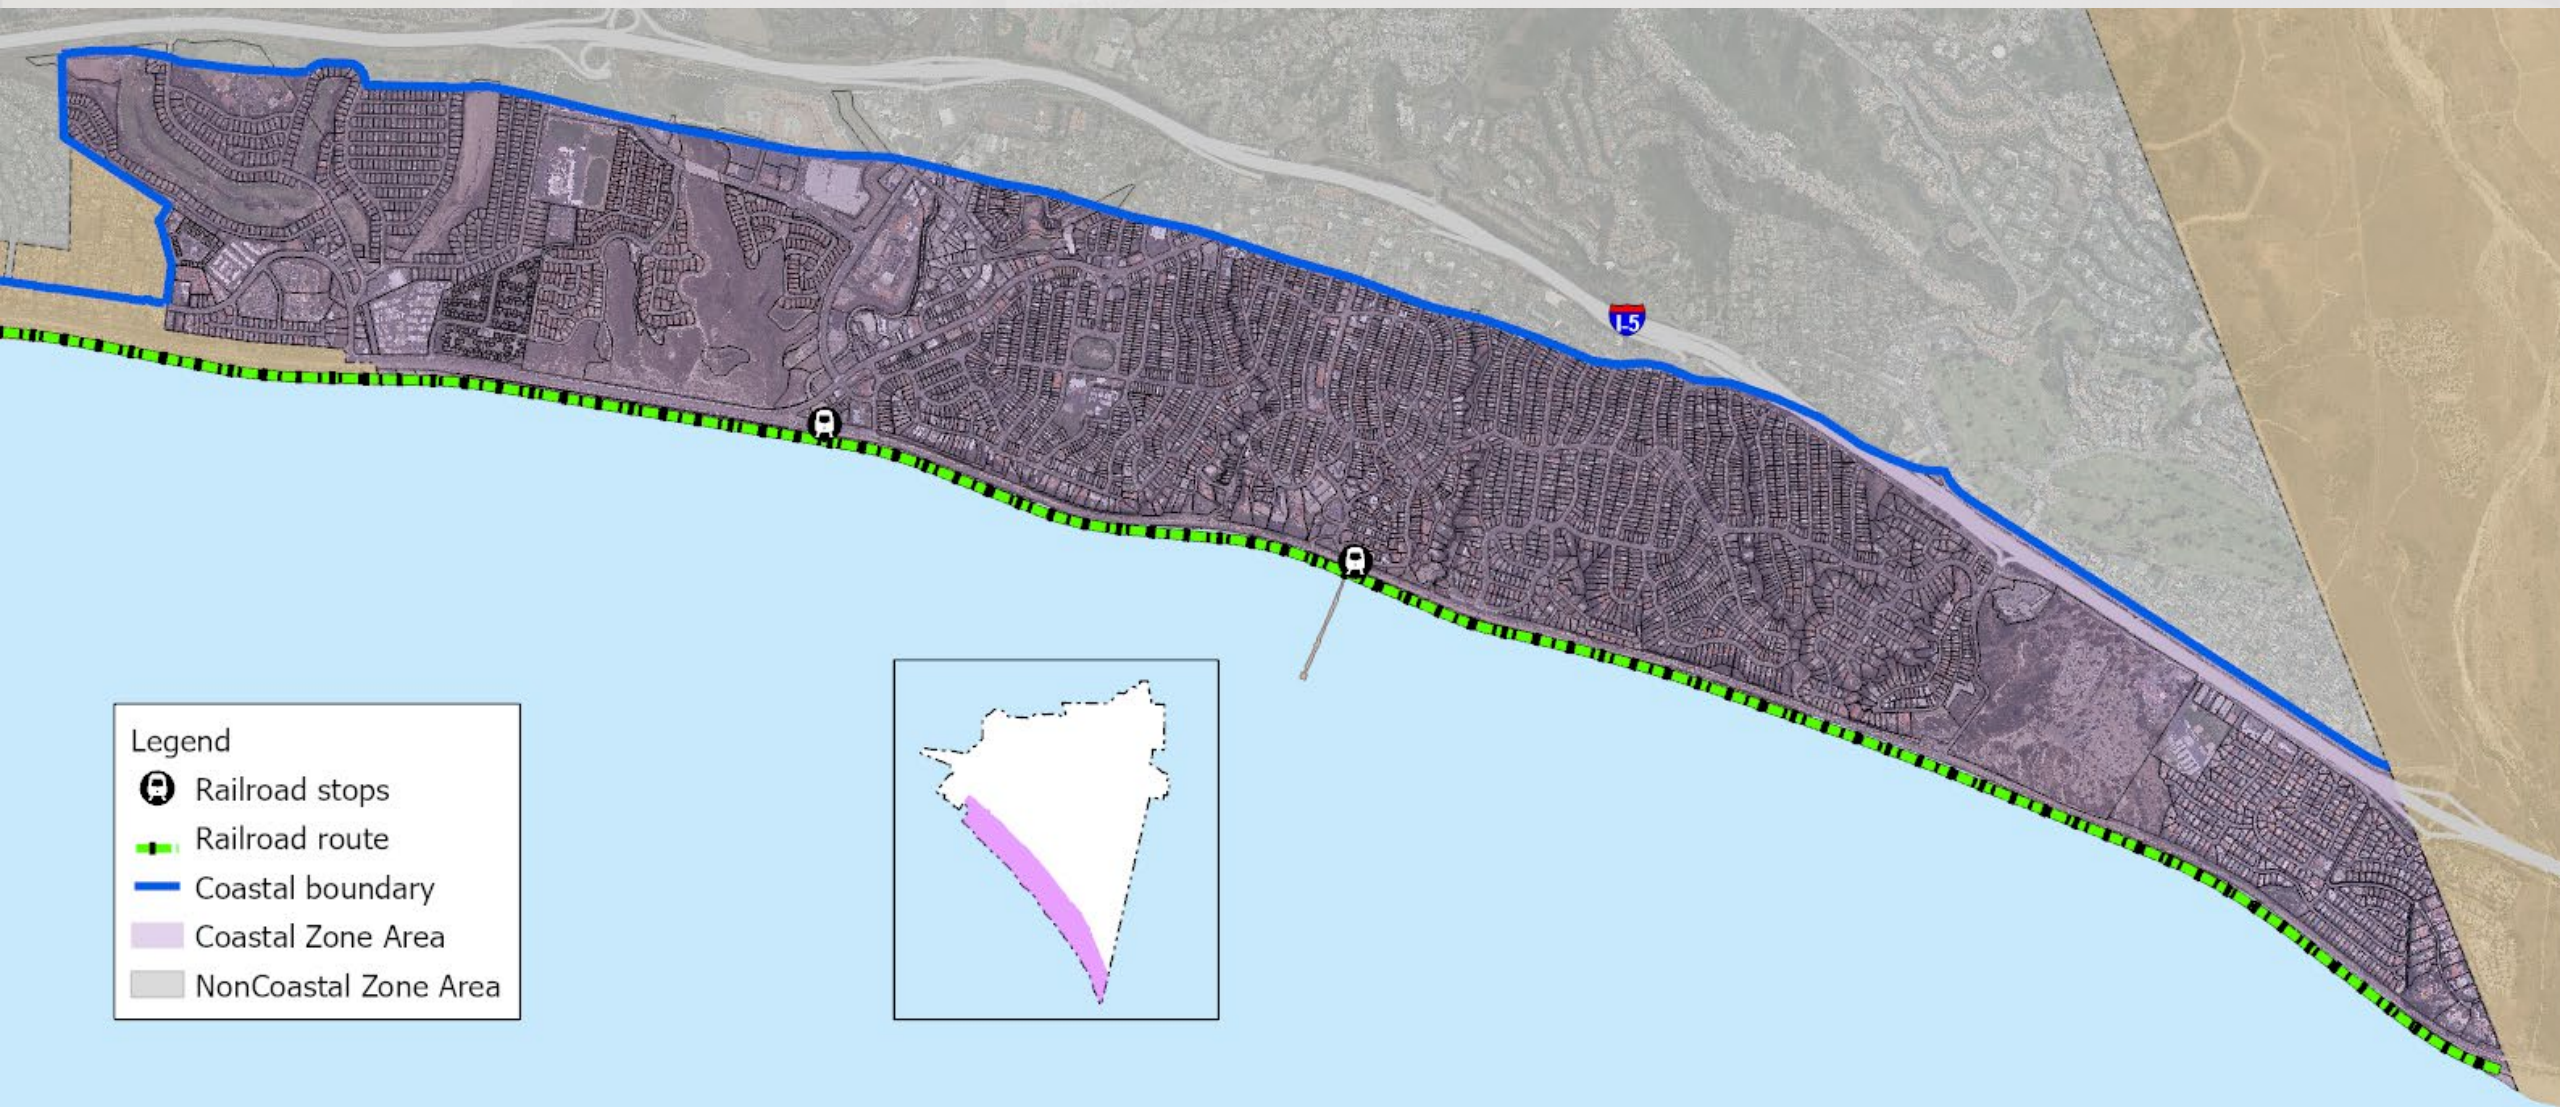 I-5
Legend
Railroad stops
Railroad route
Coastal boundary
Coastal Zone Area
NonCoastal Zone Area